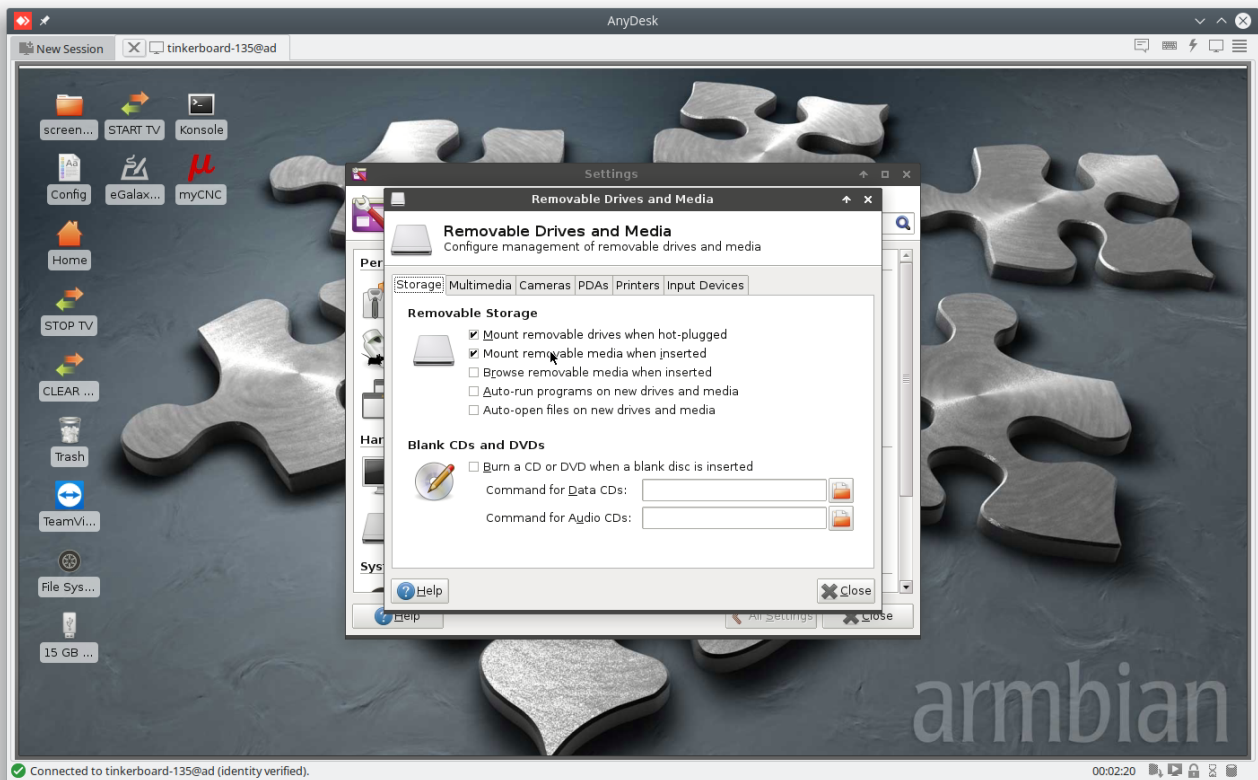 AnyDesk
New Session
tinkerboard-135@ad
screen...
START TV
Konsole
Config
eGalax...
myCNC
Home
STOP TV
CLEAR ...
Trash
TeamVi...
File Sys...
15 GB ...
Settings
Per
Har
Sys
Help
All Settings
Close
Removable Drives and Media
Removable Drives and Media
Configure management of removable drives and media
Storage
Multimedia
Cameras
PDAs
Printers
Input Devices
Removable Storage
Mount removable drives when hot-plugged
Mount removable media when inserted
Browse removable media when inserted
Auto-run programs on new drives and media
Auto-open files on new drives and media
Blank CDs and DVDs
Burn a CD or DVD when a blank disc is inserted
Command for Data CDs:
Command for Audio CDs:
Help
Close
armbian
Connected to tinkerboard-135@ad (identity verified).
00:02:20